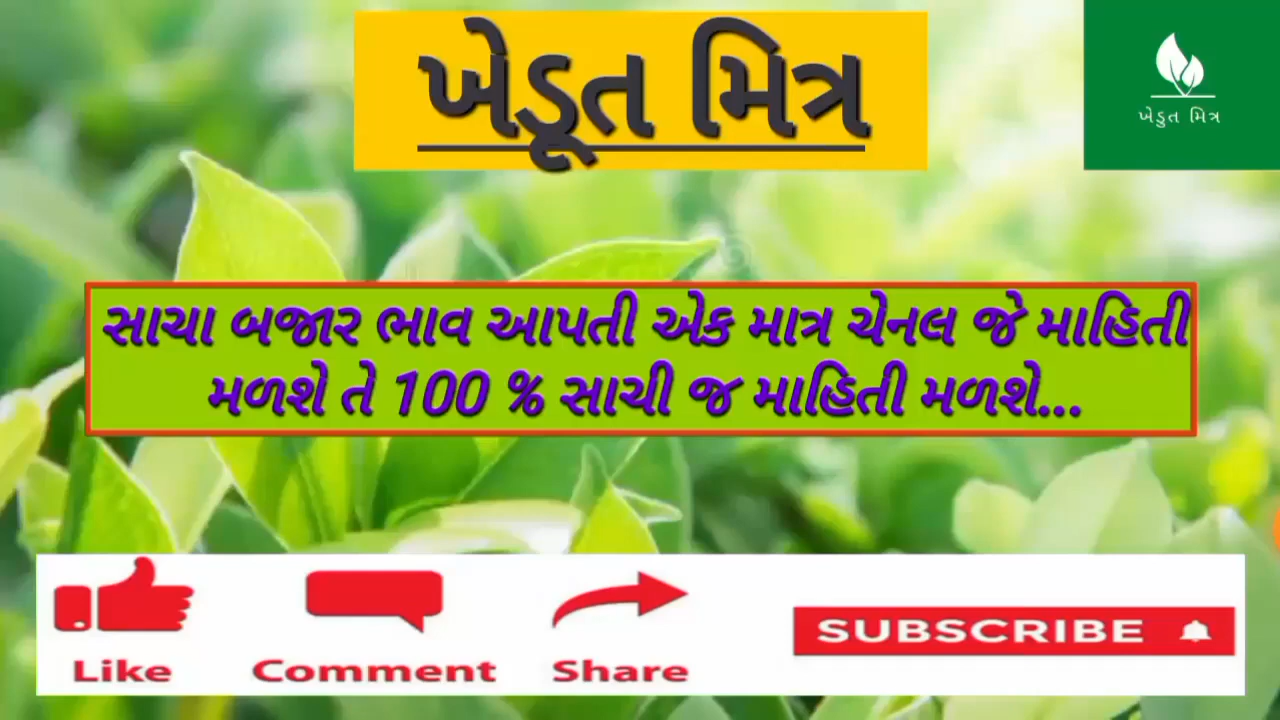 ખેડૂત મિત્ર
ખેડુત મિત્ર
સાચા બજાર ભાવ આપતી એક માત્ર ચેનલ જે માહિતી
મળશે તે 100 % સાચી જ માહિતી મળશે...
Like
Comment
Share
SUBSCRIBE